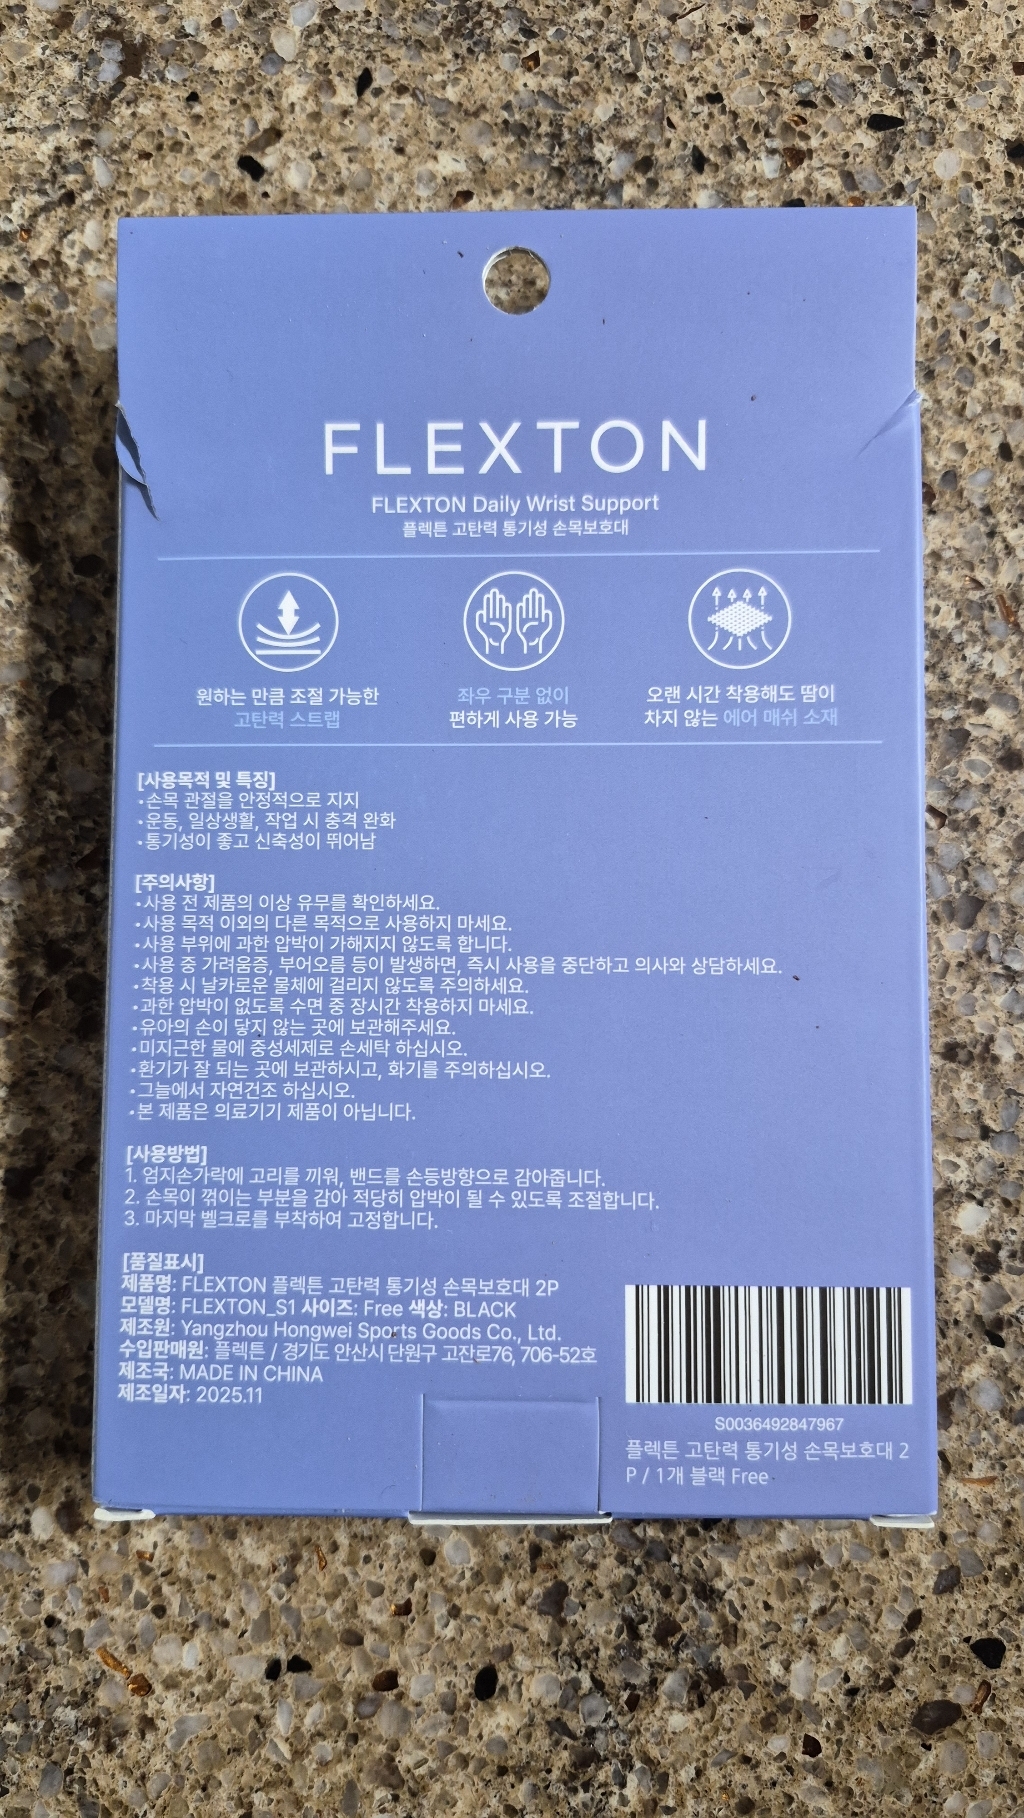 FLEXTON
FLEXTON Daily Wrist Support
플렉튼 고탄력 통기성 손목보호대
원하는 만큼 조절 가능한
고탄력 스트랩
좌우 구분 없이
편하게 사용 가능
오랜 시간 착용해도 땀이
차지 않는 에어 매쉬 소재
[사용목적 및 특징]
•손목 관절을 안정적으로 지지
•운동, 일상생활, 작업 시 충격 완화
•통기성이 좋고 신축성이 뛰어남
[주의사항]
•사용 전 제품의 이상 유무를 확인하세요.
•사용 목적 이외의 다른 목적으로 사용하지 마세요.
•사용 부위에 과한 압박이 가해지지 않도록 합니다.
•사용 중 가려움증, 부어오름 등이 발생하면, 즉시 사용을 중단하고 의사와 상담하세요.
•착용 시 날카로운 물체에 걸리지 않도록 주의하세요.
•과한 압박이 없도록 수면 중 장시간 착용하지 마세요.
•유아의 손이 닿지 않는 곳에 보관해주세요.
•미지근한 물에 중성세제로 손세탁 하십시오.
•환기가 잘 되는 곳에 보관하시고, 화기를 주의하십시오.
•그늘에서 자연건조 하십시오.
•본 제품은 의료기기 제품이 아닙니다.
[사용방법]
1. 엄지손가락에 고리를 끼워, 밴드를 손등방향으로 감아줍니다.
2. 손목이 꺾이는 부분을 감아 적당히 압박이 될 수 있도록 조절합니다.
3. 마지막 벨크로를 부착하여 고정합니다.
[품질표시]
제품명: FLEXTON 플렉튼 고탄력 통기성 손목보호대 2P
모델명: FLEXTON_S1 사이즈: Free 색상: BLACK
제조원: Yangzhou Hongwei Sports Goods Co., Ltd.
수입판매원: 플렉튼 / 경기도 안산시 단원구 고잔로76, 706-52호
제조국: MADE IN CHINA
제조일자: 2025.11
S0036492847967
플렉튼 고탄력 통기성 손목보호대 2
P / 1개 블랙 Free